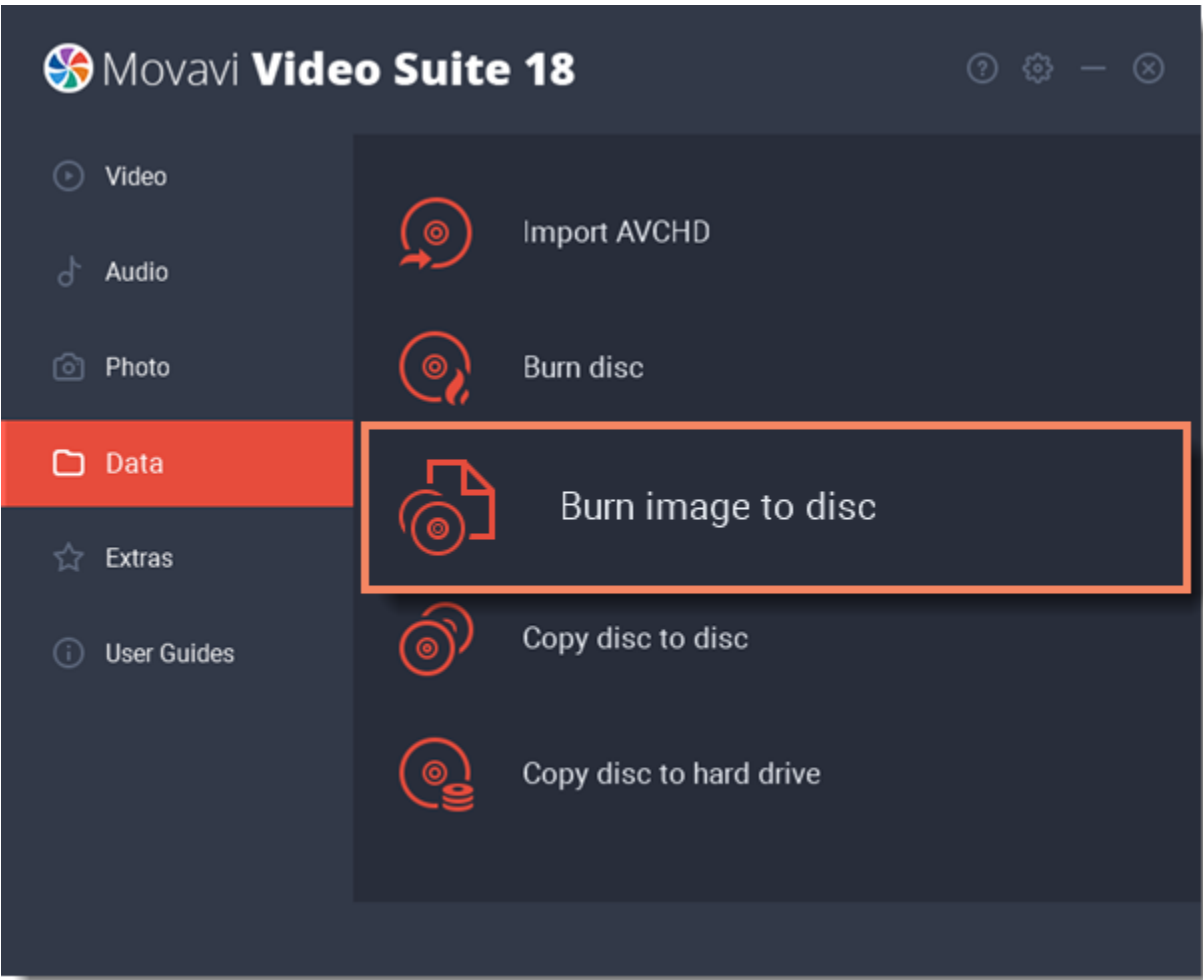 Movavi Video Suite 18
Video
Audio
Photo
Data
Extras
User Guides
Import AVCHD
Burn disc
Burn image to disc
Copy disc to disc
Copy disc to hard drive